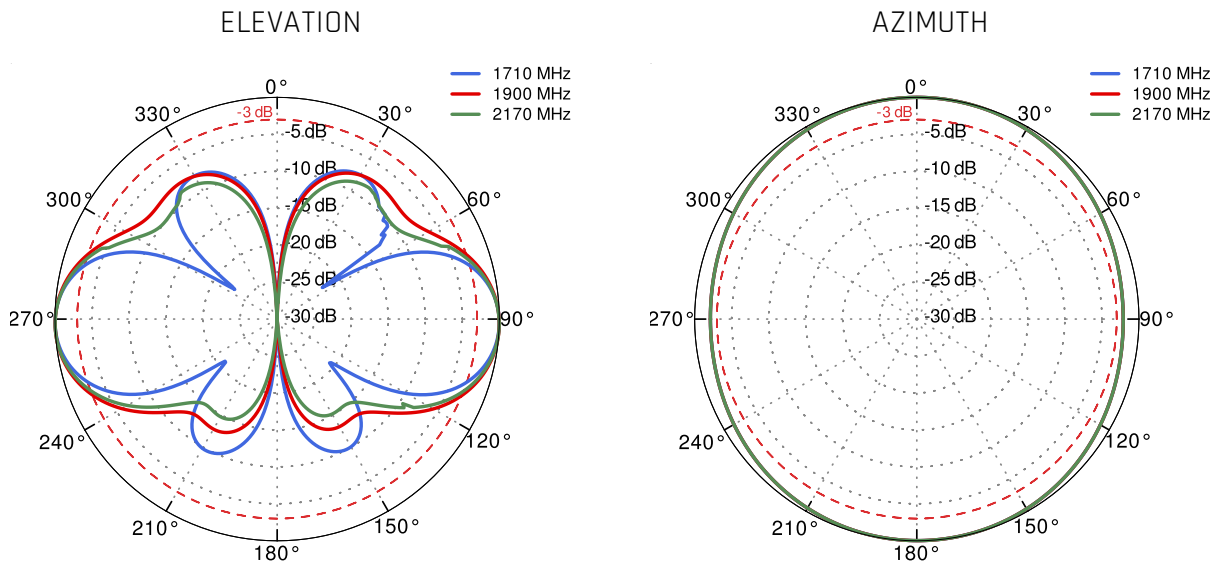 ELEVATION
1710 MHz
1900 MHz
2170 MHz
0°
30°
60°
90°
120°
150°
180°
210°
240°
270°
300°
330°
-3 dB
-5 dB
-10 dB
-15 dB
-20 dB
-25 dB
-30 dB
AZIMUTH
1710 MHz
1900 MHz
2170 MHz
0°
30°
60°
90°
120°
150°
180°
210°
240°
270°
300°
330°
-3 dB
-5 dB
-10 dB
-15 dB
-20 dB
-25 dB
-30 dB